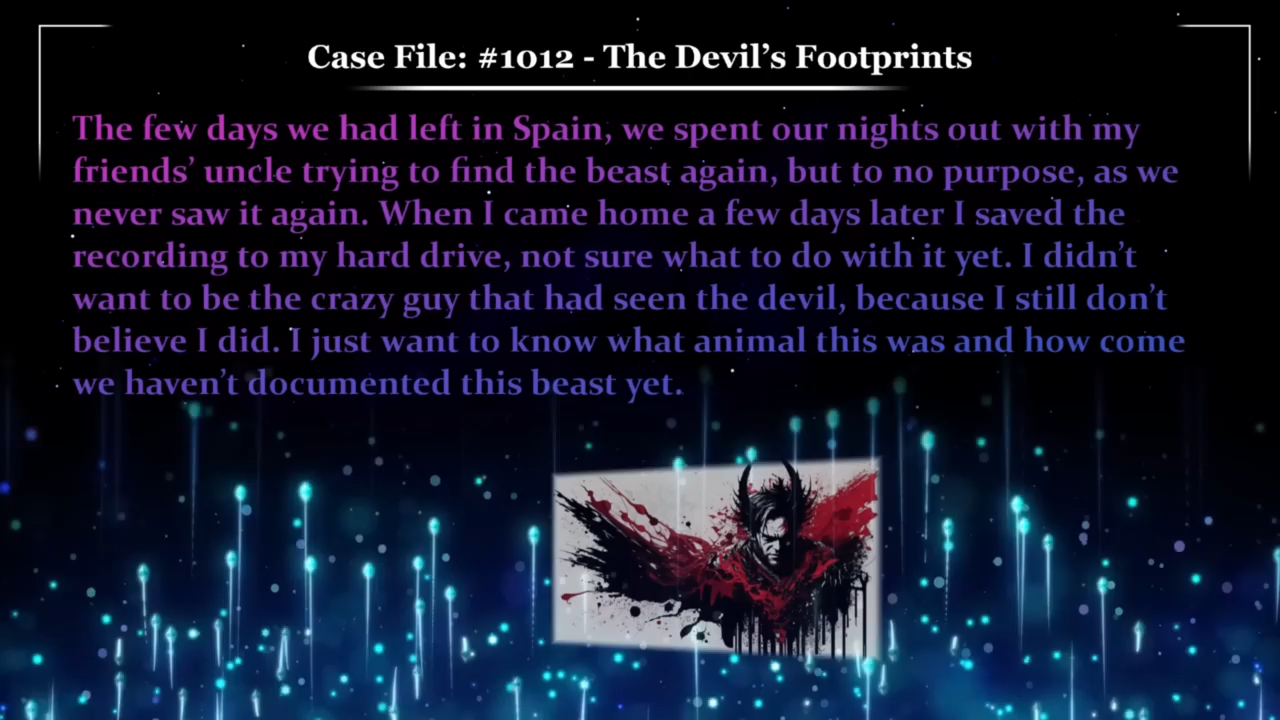 Case File: #1012 - The Devil’s Footprints
The few days we had left in Spain, we spent our nights out with my
friends’ uncle trying to find the beast again, but to no purpose, as we
never saw it again. When I came home a few days later I saved the
recording to my hard drive, not sure what to do with it yet. I didn’t
want to be the crazy guy that had seen the devil, because I still don’t
believe I did. I just want to know what animal this was and how come
we haven’t documented this beast yet.